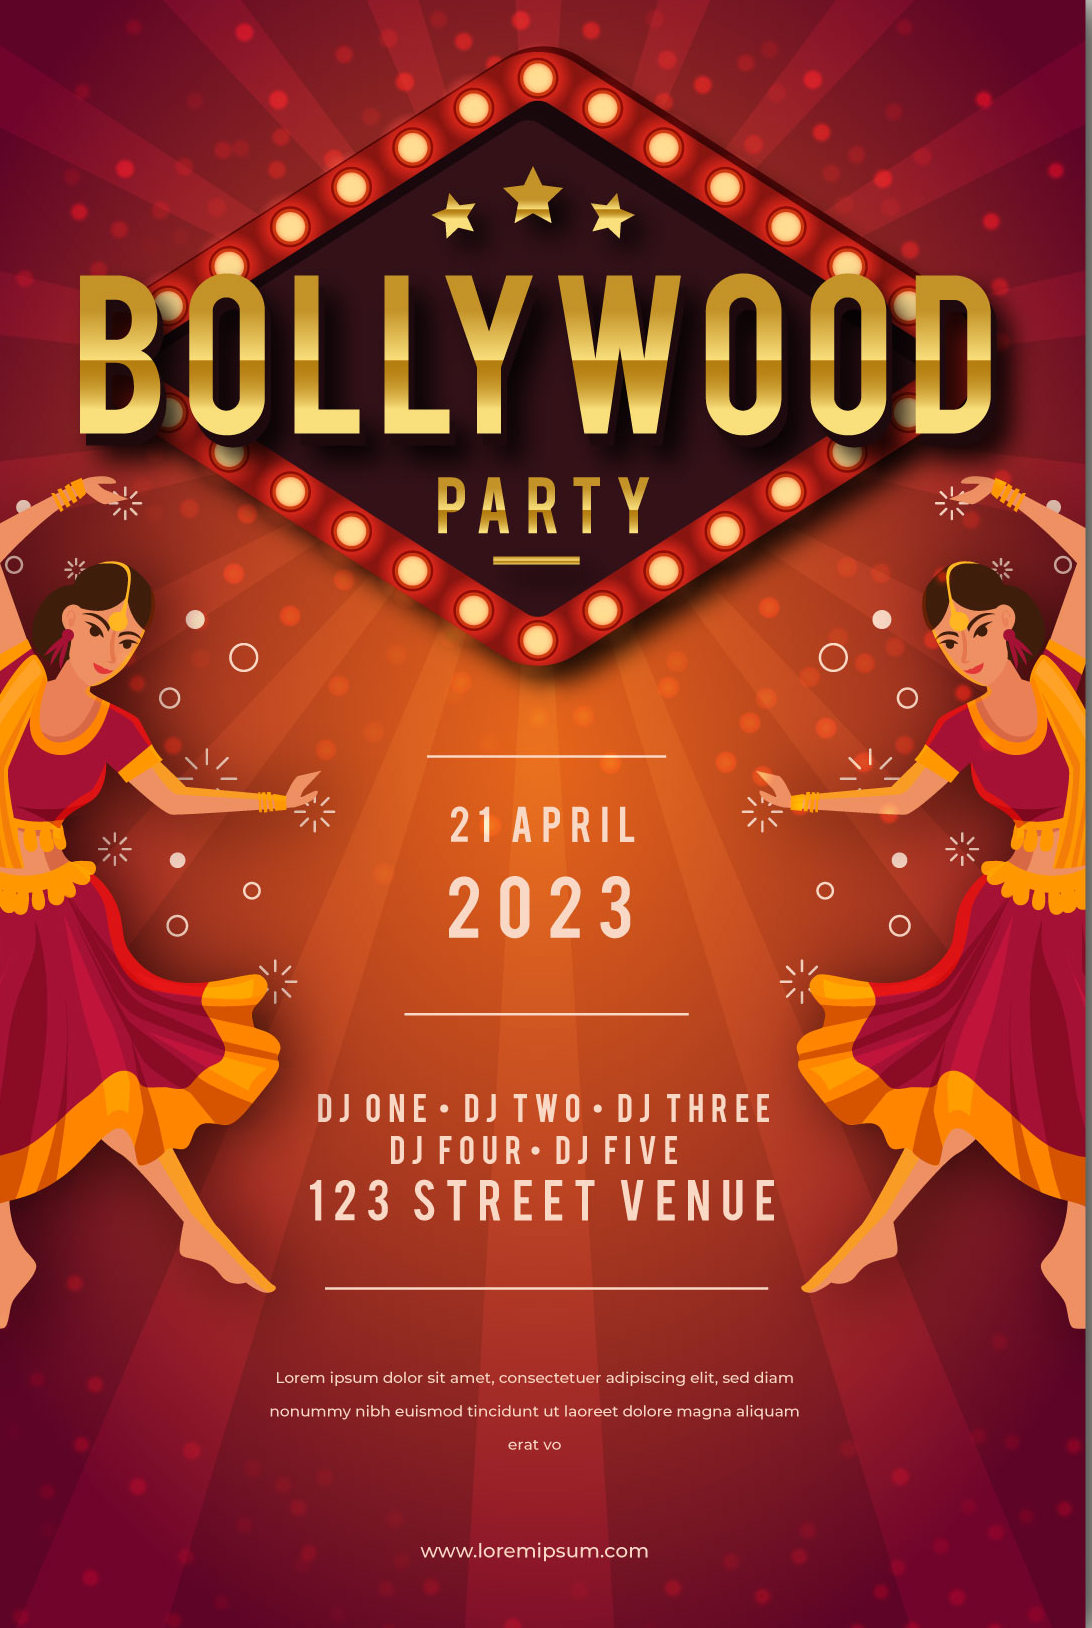 BOLLYWOOD
PARTY
21 APRIL
2023
DJ ONE • DJ TWO • DJ THREE
DJ FOUR • DJ FIVE
123 STREET VENUE
Lorem ipsum dolor sit amet, consectetuer adipiscing elit, sed diam
nonummy nibh euismod tincidunt ut laoreet dolore magna aliquam
erat vo
www.loremipsum.com